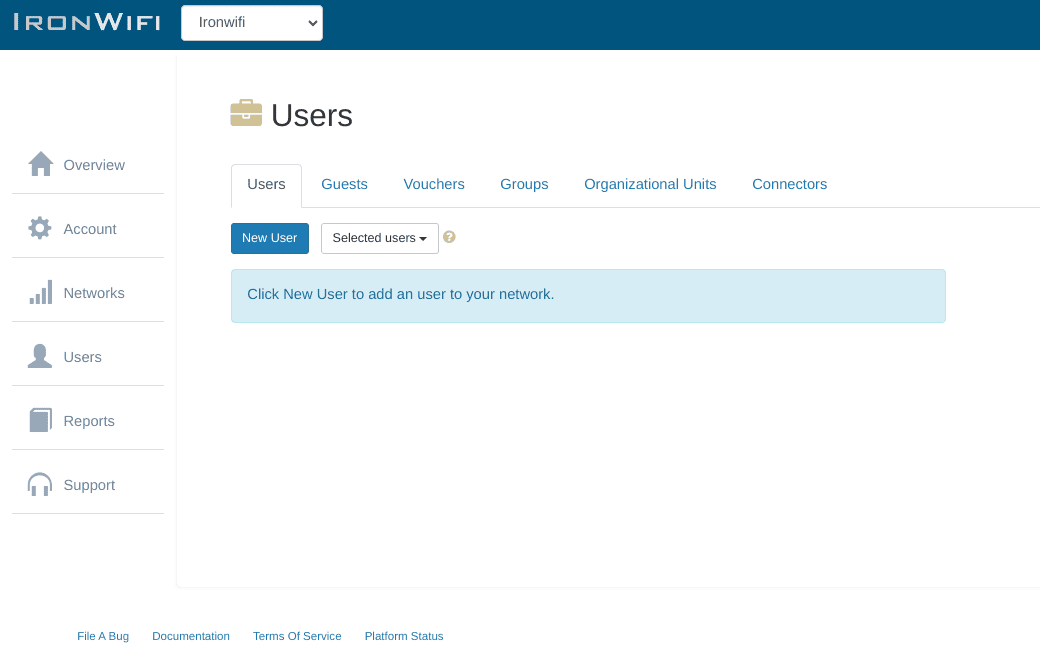 IRONWIFI
Ironwifi
Users
Overview
Account
Networks
Users
Reports
Support
Users Guests Vouchers Groups Organizational Units Connectors
New User Selected users ?
Click New User to add an user to your network.
File A Bug Documentation Terms Of Service Platform Status